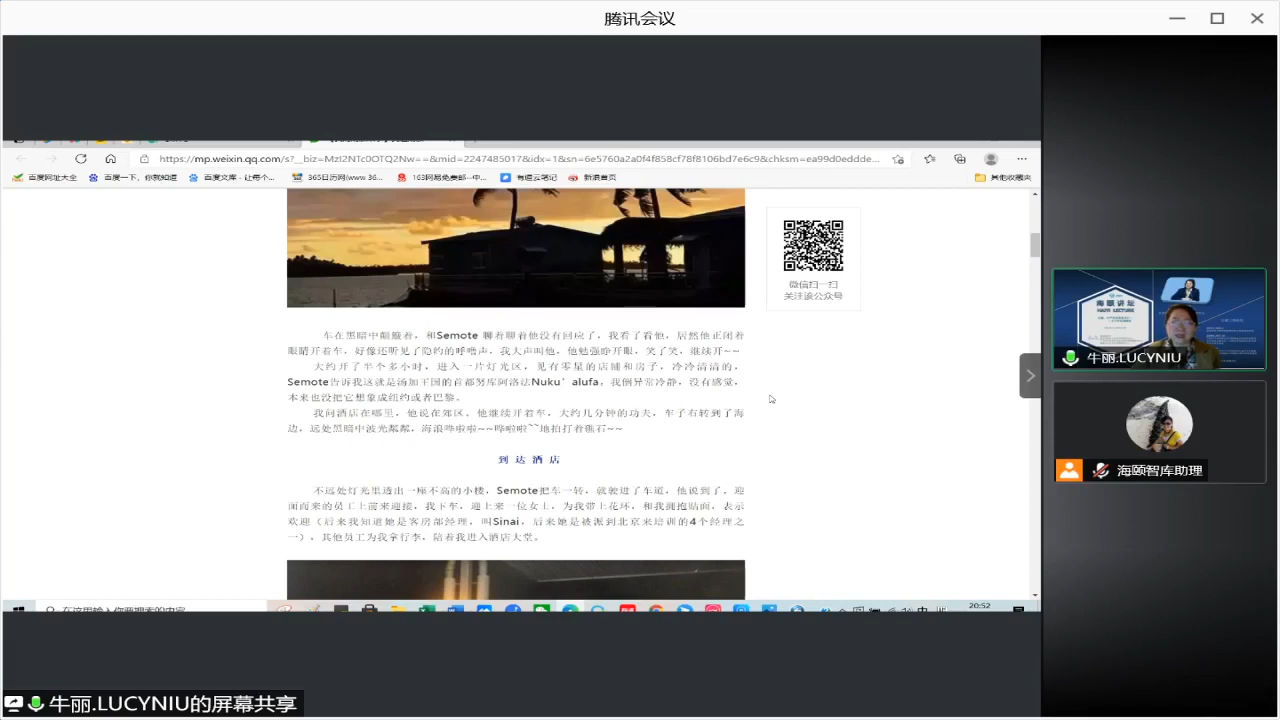 腾讯会议
https://mp.weixin.qq.com/s?__biz=MzI2NTc0OTQ2Nw==&mid=2247485017&idx=1&sn=6e5760a2a0f4f858cf78f8106bd7e6c9&chksm=ea99d0eddde...
百度网址大全 百度一下，你就知道 百度文库 - 让每个... 365日历网(www 36... 163网易免费邮--中... 有道云笔记 新浪首页 其他收藏夹
微信扫一扫
关注该公众号
车在黑暗中颠簸着，和Semote 聊着聊着他没有回应了，我看了看他，居然他正闭着
眼睛开着车，好像还听见了隐约的呼噜声，我大声叫他，他勉强睁开眼，笑了笑，继续开~~
大约开了半个多小时，进入一片灯光区，见有零星的店铺和房子，冷冷清清的，
Semote告诉我这就是汤加王国的首都努库阿洛法Nuku' alufa，我倒异常冷静，没有感觉，
本来也没把它想象成纽约或者巴黎。
我问酒店在哪里，他说在郊区。他继续开着车，大约几分钟的功夫，车子右转到了海
边，远处黑暗中波光粼粼，海浪哗啦啦~~哗啦啦~~地拍打着礁石~~
到 达 酒 店
不远处灯光里透出一座不高的小楼，Semote把车一转，就驶进了车道，他说到了。迎
面而来的员工上前来迎接，我下车，迎上来一位女士，为我带上花环，和我拥抱贴面，表示
欢迎（后来我知道她是客房部经理，叫Sinai，后来她是被派到北京来培训的4个经理之
一），其他员工为我拿行李，陪着我进入酒店大堂。
20:52
海颐讲坛
HAIYI LECTURE
牛丽.LUCYNIU
海颐智库助理
牛丽.LUCYNIU的屏幕共享